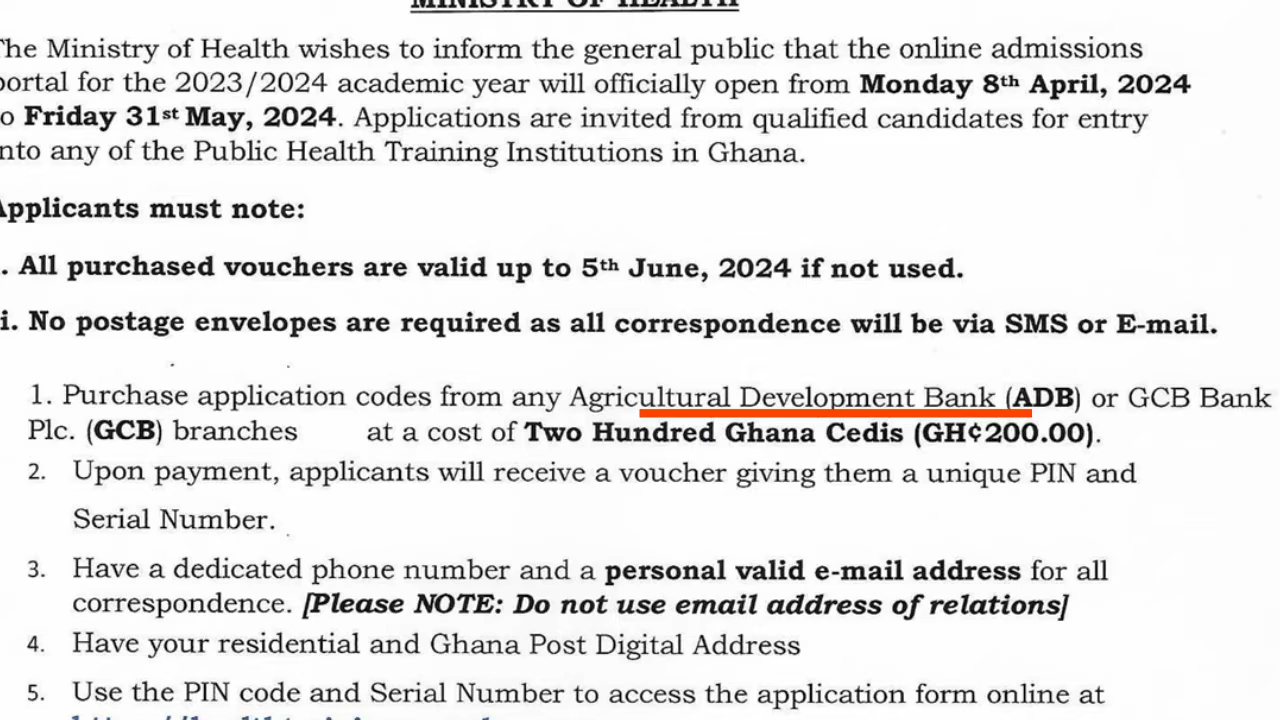 MINISTRY OF HEALTH
The Ministry of Health wishes to inform the general public that the online admissions
portal for the 2023/2024 academic year will officially open from Monday 8th April, 2024
to Friday 31st May, 2024. Applications are invited from qualified candidates for entry
into any of the Public Health Training Institutions in Ghana.
Applicants must note:
. All purchased vouchers are valid up to 5th June, 2024 if not used.
i. No postage envelopes are required as all correspondence will be via SMS or E-mail.
1. Purchase application codes from any Agricultural Development Bank (ADB) or GCB Bank
Plc. (GCB) branches at a cost of Two Hundred Ghana Cedis (GH¢200.00).
2. Upon payment, applicants will receive a voucher giving them a unique PIN and
Serial Number.
3. Have a dedicated phone number and a personal valid e-mail address for all
correspondence. [Please NOTE: Do not use email address of relations]
4. Have your residential and Ghana Post Digital Address
5. Use the PIN code and Serial Number to access the application form online at